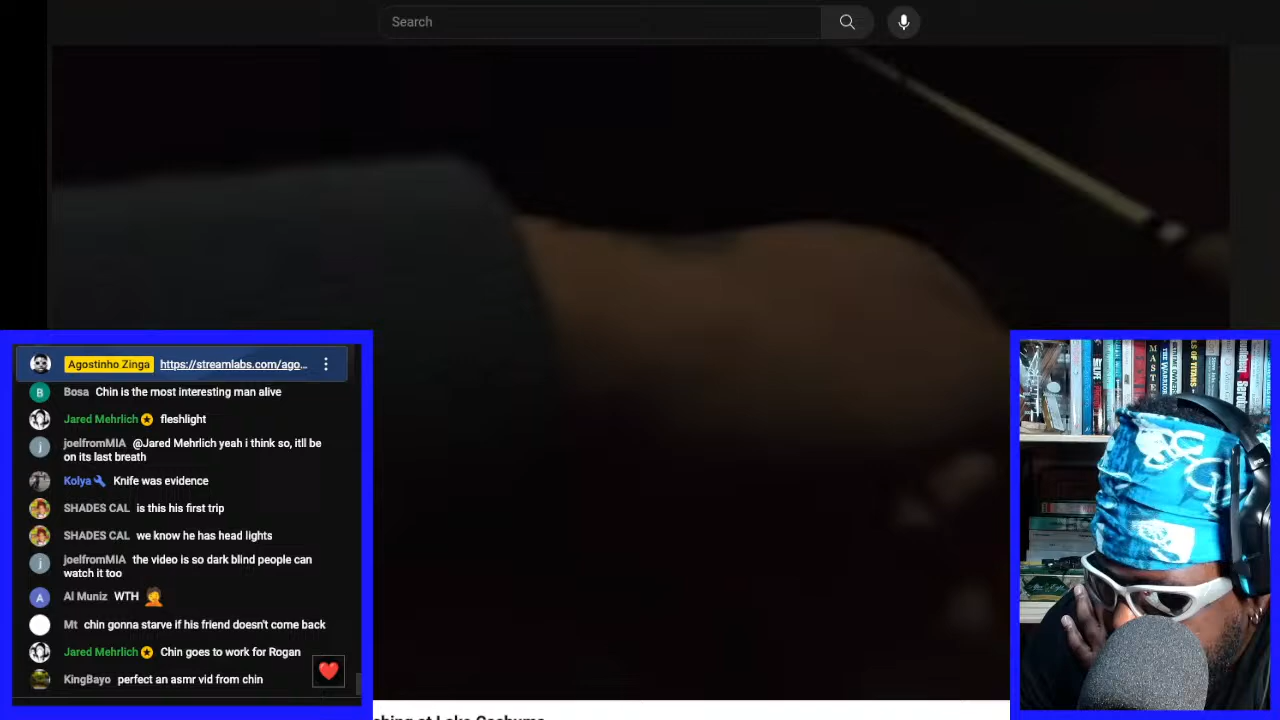 Search
Agostinho Zinga https://streamlabs.com/ago...
Bosa Chin is the most interesting man alive
Jared Mehrlich fleshlight
joelfromMIA @Jared Mehrlich yeah i think so, itll be
on its last breath
Kolya Knife was evidence
SHADES CAL is this his first trip
SHADES CAL we know he has head lights
joelfromMIA the video is so dark blind people can
watch it too
Al Muniz WTH
Mt chin gonna starve if his friend doesn't come back
Jared Mehrlich Chin goes to work for Rogan
KingBayo perfect an asmr vid from chin